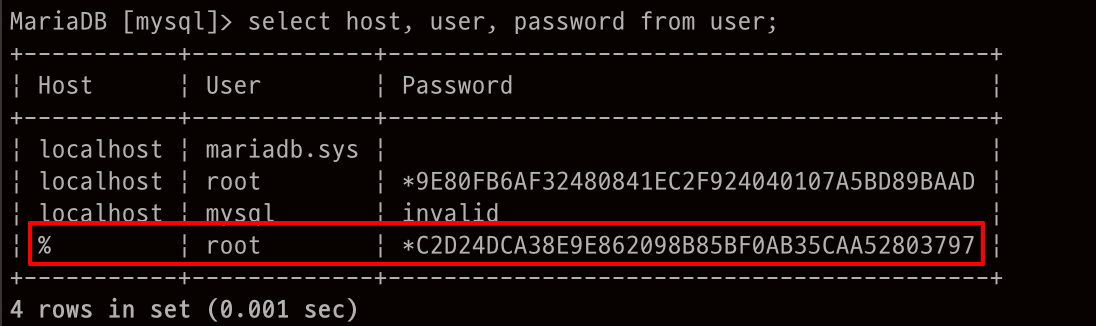 MariaDB [mysql]> select host, user, password from user;
+------------+------------+-------------------------------------------+
¦ Host ¦ User ¦ Password ¦
+------------+------------+-------------------------------------------+
¦ localhost ¦ mariadb.sys ¦ ¦
¦ localhost ¦ root ¦ *9E80FB6AF32480841EC2F924040107A5BD89BAAD ¦
¦ localhost ¦ mysql ¦ invalid ¦
¦ % ¦ root ¦ *C2D24DCA38E9E862098B85BF0AB35CAA52803797 ¦
+------------+------------+-------------------------------------------+
4 rows in set (0.001 sec)